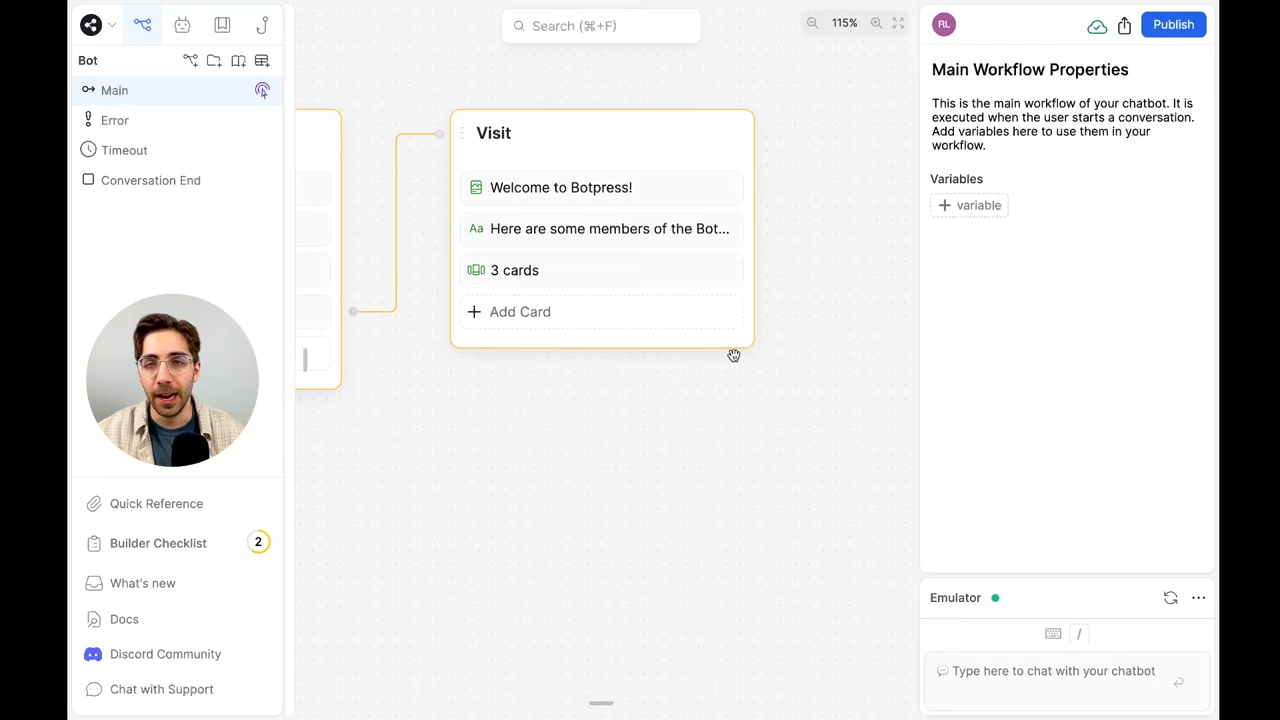 Bot
Main
Error
Timeout
Conversation End
Quick Reference
Builder Checklist
2
What's new
Docs
Discord Community
Chat with Support
Search (⌘+F)
115%
Visit
Welcome to Botpress!
Aa Here are some members of the Bot...
3 cards
+ Add Card
RL
Publish
Main Workflow Properties
This is the main workflow of your chatbot. It is
executed when the user starts a conversation.
Add variables here to use them in your
workflow.
Variables
+ variable
Emulator
/
Type here to chat with your chatbot